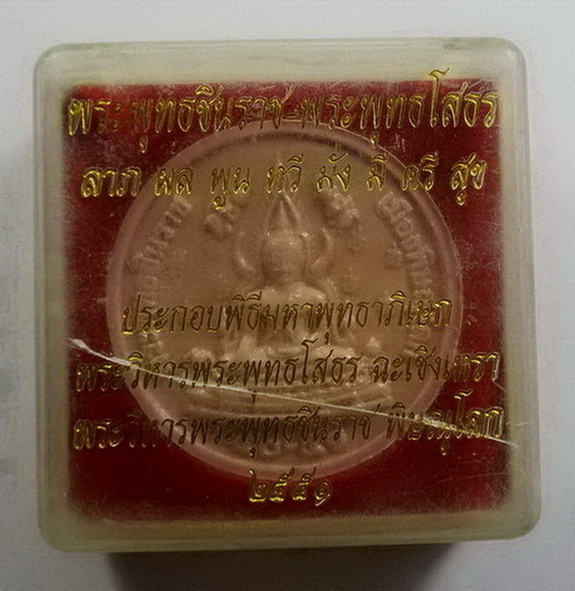 พระพุทธชินราช พระพุทธโสธร
ลาภ ผล พูน ทวี มั่ง มี ศรี สุข
ประกอบพิธีมหาพุทธาภิเษก
พระวิหารพระพุทธโสธร ฉะเชิงเทรา
พระวิหารพระพุทธชินราช พิษณุโลก
๒๕๕๑